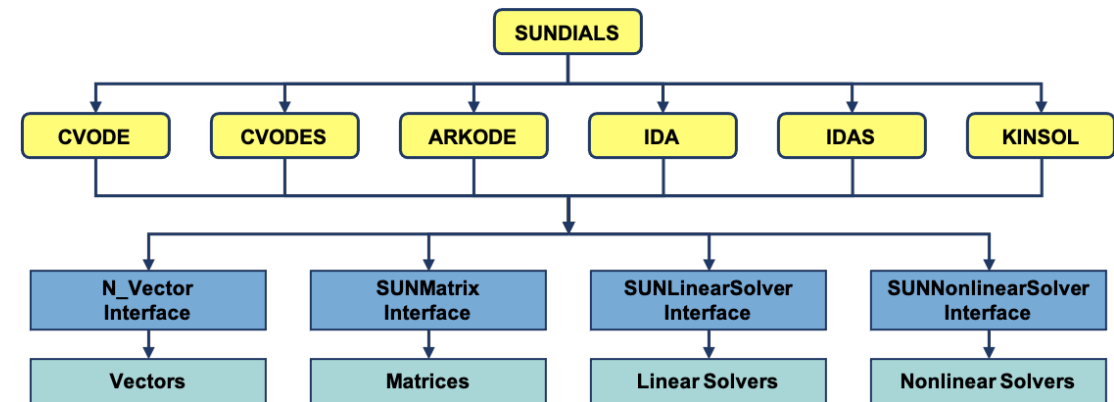 SUNDIALS
CVODE
CVODES
ARKODE
IDA
IDAS
KINSOL
N_Vector
Interface
SUNMatrix
Interface
SUNLinearSolver
Interface
SUNNonlinearSolver
Interface
Vectors
Matrices
Linear Solvers
Nonlinear Solvers